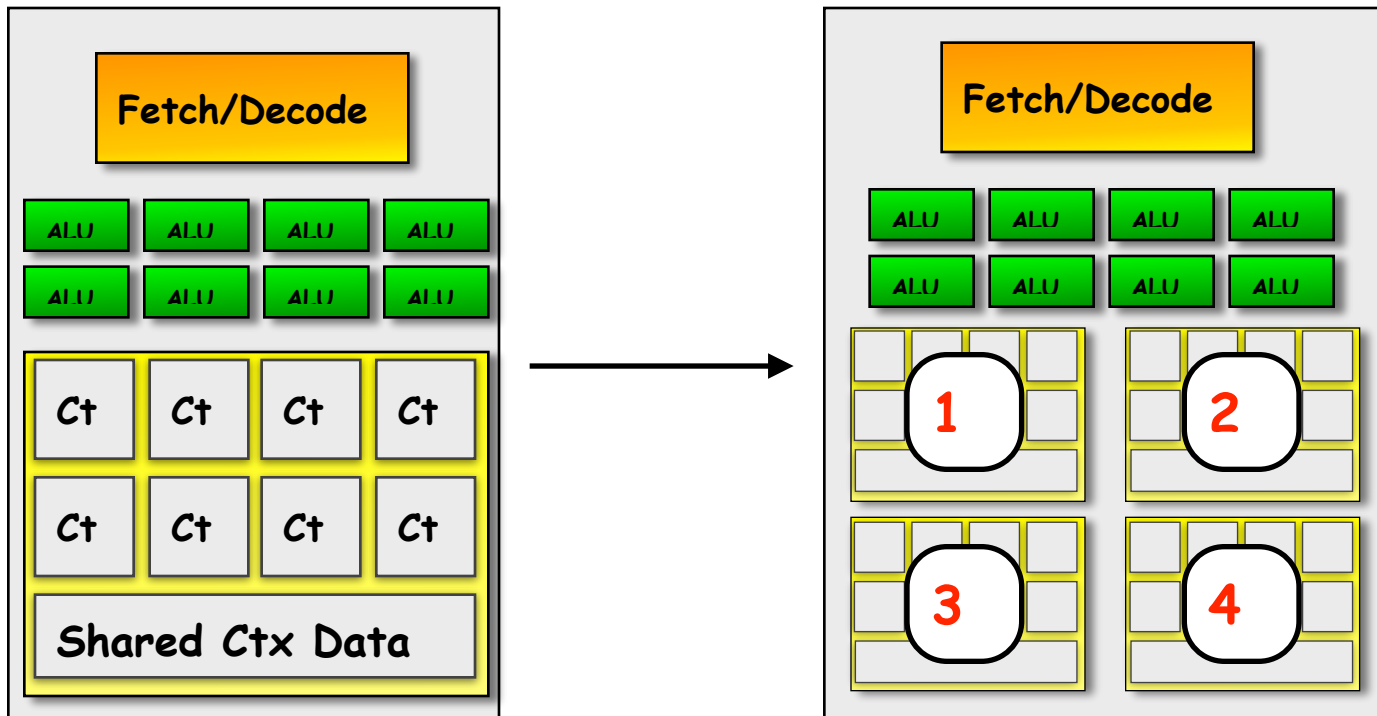 Fetch/Decode
ALU ALU ALU ALU
ALU ALU ALU ALU
Ct Ct Ct Ct
Ct Ct Ct Ct
Shared Ctx Data
Fetch/Decode
ALU ALU ALU ALU
ALU ALU ALU ALU
1 2
3 4